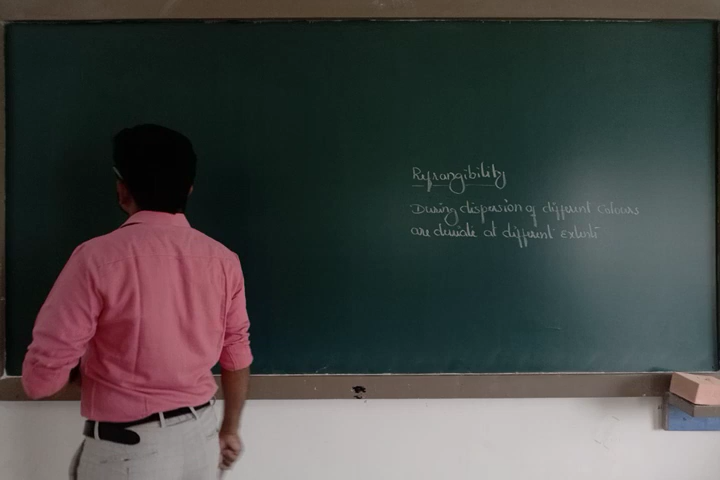 Refrangibility
During dispersion of different colours
are deviate at different extent